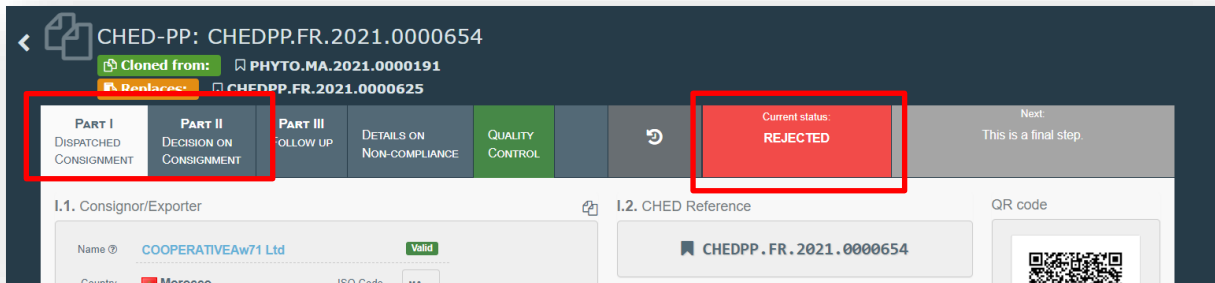 CHED-PP: CHEDPP.FR.2021.0000654
Cloned from: PHYTO.MA.2021.0000191
Replaces: CHEDPP.FR.2021.0000625
PART I
DISPATCHED
CONSIGNMENT
PART II
DECISION ON
CONSIGNMENT
PART III
FOLLOW UP
DETAILS ON
NON-COMPLIANCE
QUALITY
CONTROL
Current status:
REJECTED
Next:
This is a final step.
I.1. Consignor/Exporter
I.2. CHED Reference
QR code
Name COOPERATIVEAw71 Ltd Valid
CHEDPP.FR.2021.0000654
Country Morocco ISO Code MA